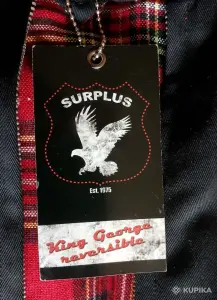 SURPLUS
Est. 1975
King George
reversible
KUPIKA